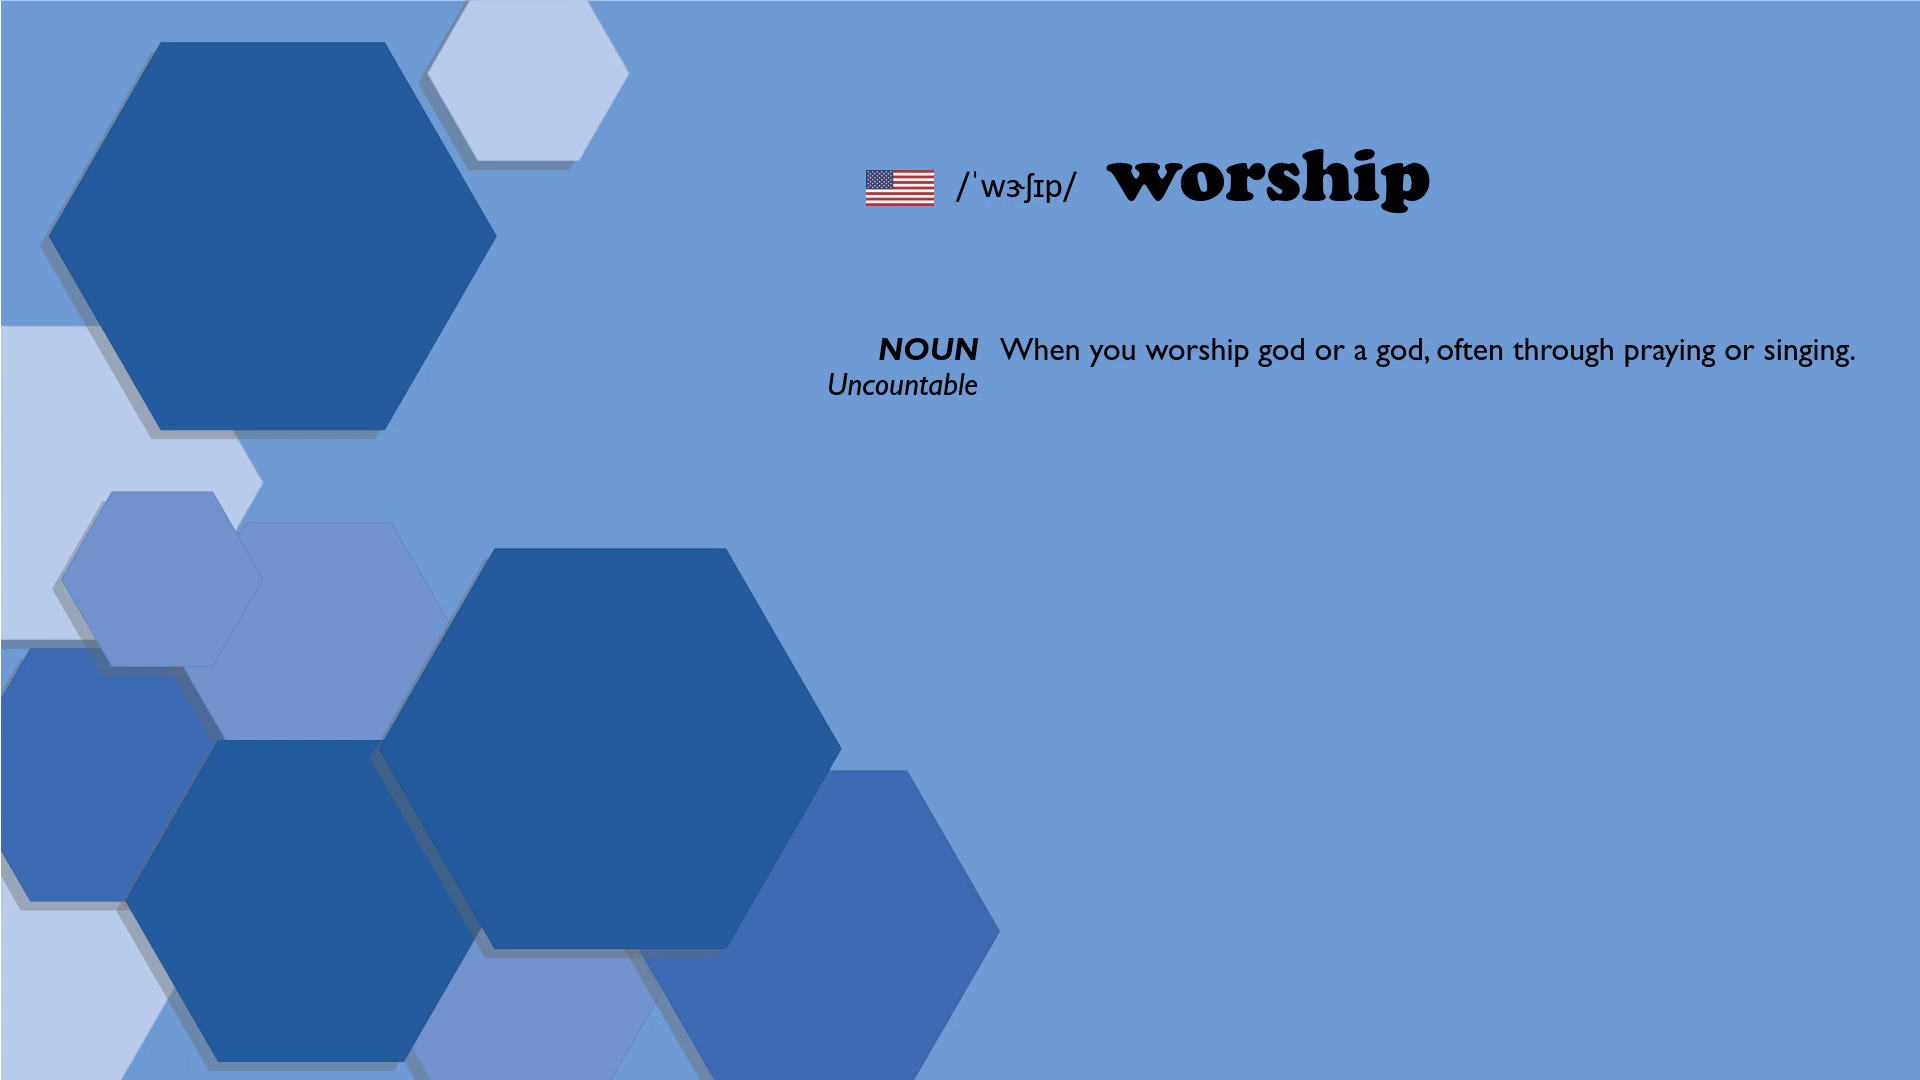 /ˈwɝʃɪp/ worship
NOUN When you worship god or a god, often through praying or singing.
Uncountable